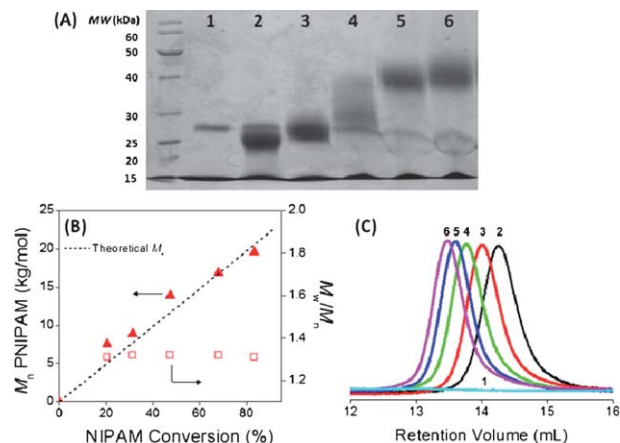 (A) MW (kDa) 1 2 3 4 5 6
60
50
40
30
25
20
15
(B)
Theoretical Mn
25
20
15
10
5
0
Mn PNIPAM (kg/mol)
2.0
1.8
1.6
1.4
1.2
Mw/Mn
0 20 40 60 80
NIPAM Conversion (%)
(C)
6 5 4 3 2
1
12 13 14 15 16
Retention Volume (mL)